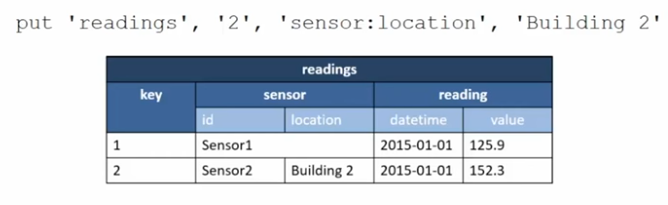 put 'readings', '2', 'sensor:location', 'Building 2'
readings
key sensor reading
id location datetime value
1 Sensor1 2015-01-01 125.9
2 Sensor2 Building 2 2015-01-01 152.3